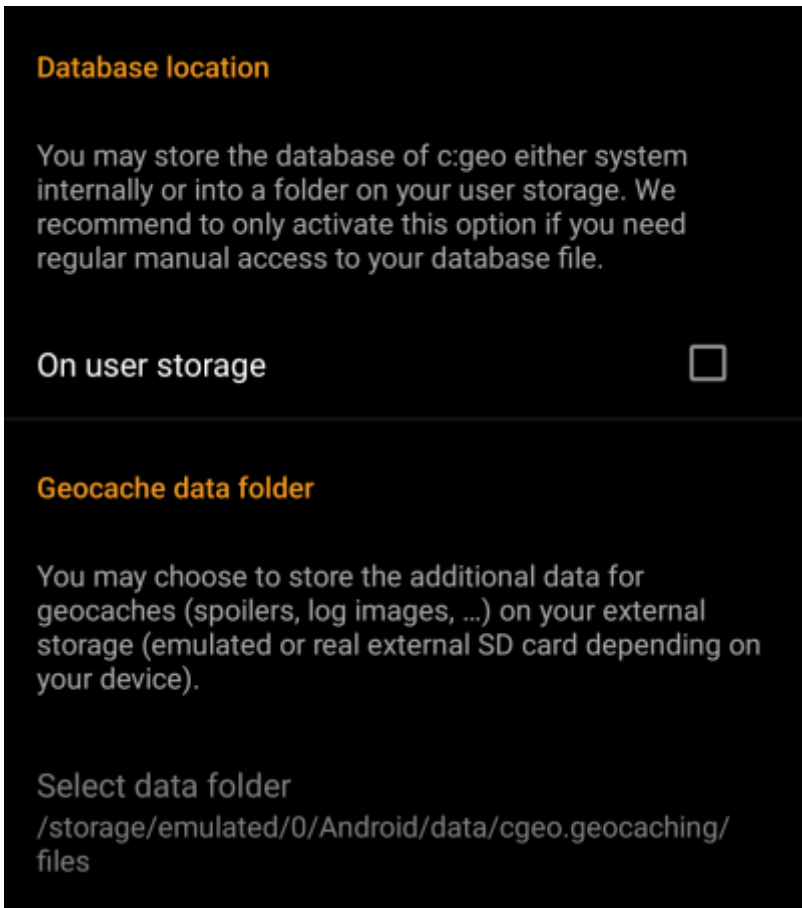 Database location
You may store the database of c:geo either system
internally or into a folder on your user storage. We
recommend to only activate this option if you need
regular manual access to your database file.
On user storage
Geocache data folder
You may choose to store the additional data for
geocaches (spoilers, log images, …) on your external
storage (emulated or real external SD card depending on
your device).
Select data folder
/storage/emulated/0/Android/data/cgeo.geocaching/
files